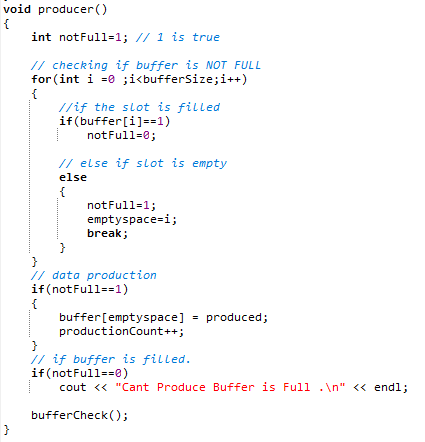 void producer()
{
    int notFull=1; // 1 is true

    // checking if buffer is NOT FULL
    for(int i =0 ;i<bufferSize;i++)
    {
        //if the slot is filled
        if(buffer[i]==1)
            notFull=0;

        // else if slot is empty
        else
        {
            notFull=1;
            emptyspace=i;
            break;
        }
    }
    // data production
    if(notFull==1)
    {
        buffer[emptyspace] = produced;
        productionCount++;
    }
    // if buffer is filled.
    if(notFull==0)
        cout << "Cant Produce Buffer is Full .\n" << endl;

    bufferCheck();
}